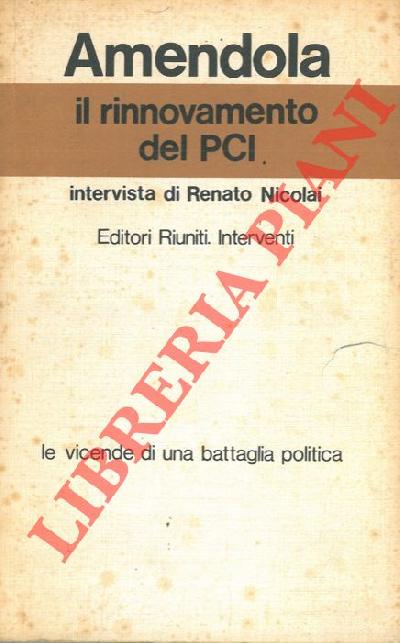 Amendola
il rinnovamento
del PCI.
intervista di Renato Nicolai
Editori Riuniti. Interventi
le vicende di una battaglia politica
LIBRERIA PIANI